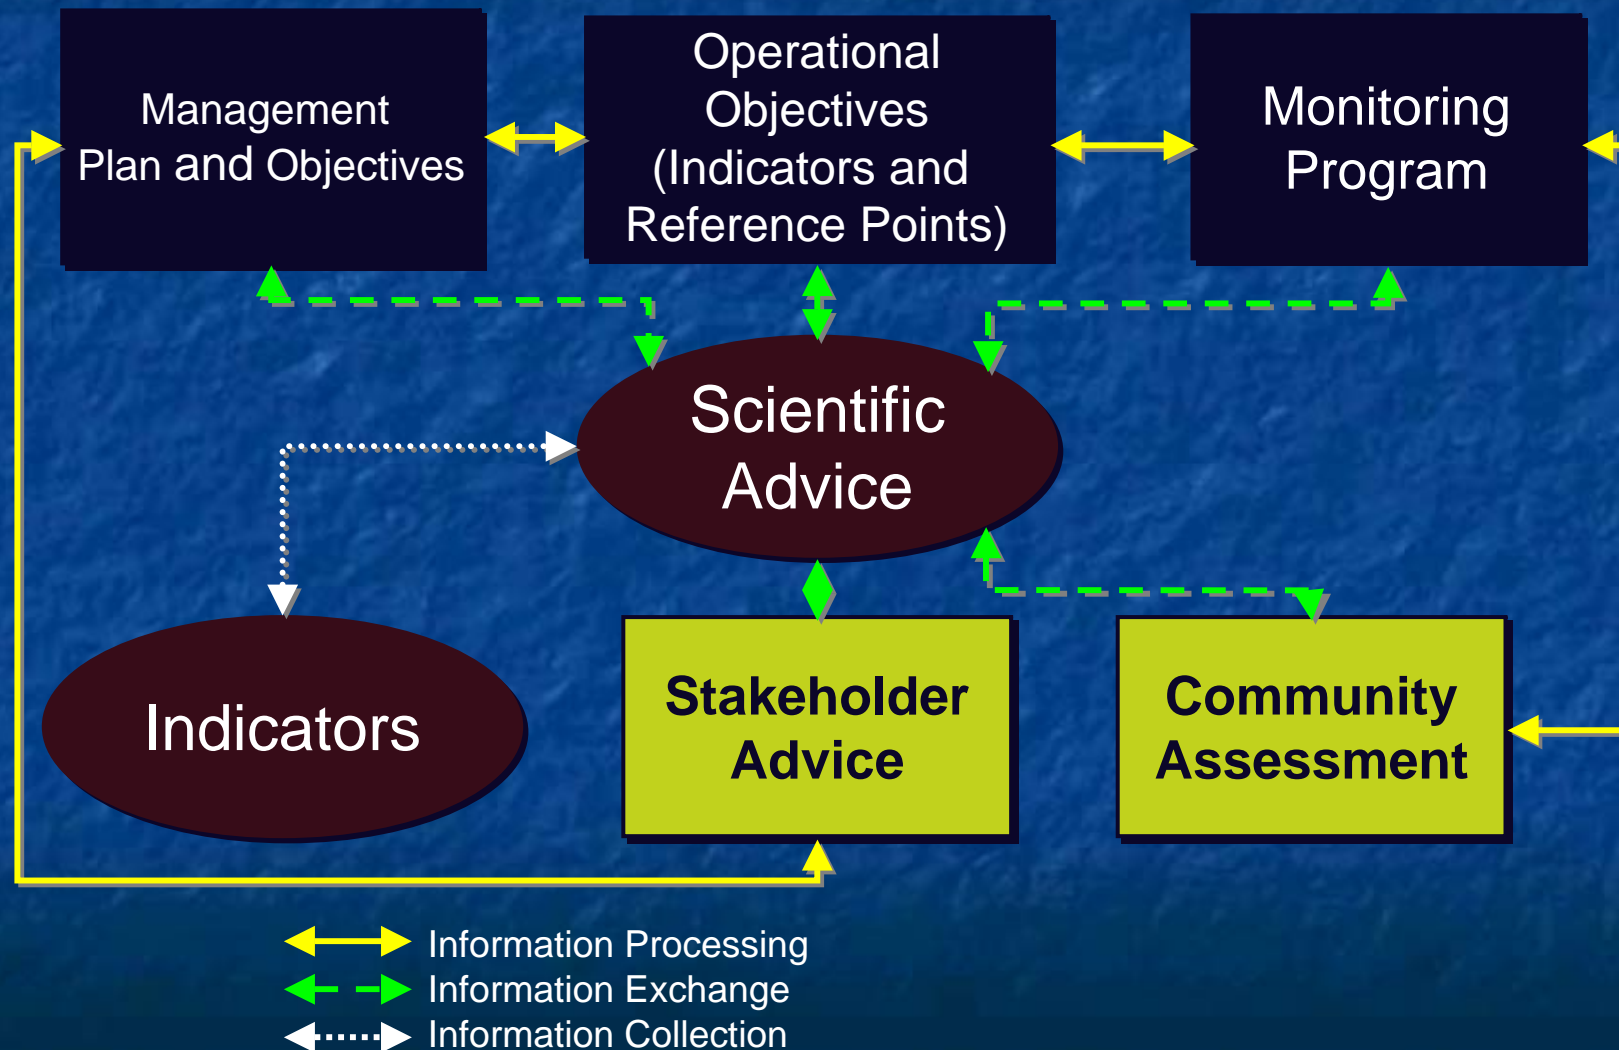 Management
Plan and Objectives
Operational
Objectives
(Indicators and
Reference Points)
Monitoring
Program
Scientific
Advice
Indicators
Stakeholder
Advice
Community
Assessment
Information Processing
Information Exchange
Information Collection